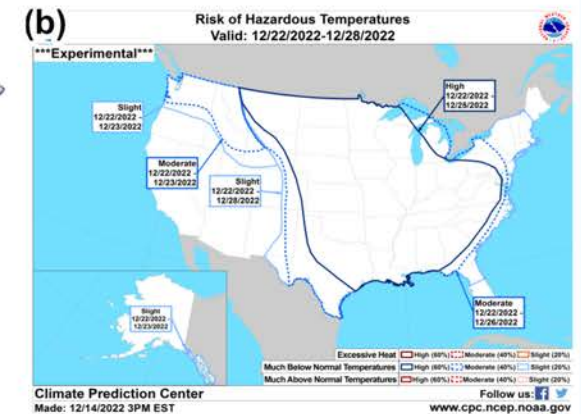 (b)
Risk of Hazardous Temperatures
Valid: 12/22/2022-12/28/2022
***Experimental***
High
12/22/2022 -
12/25/2022
Slight
12/22/2022 -
12/23/2022
Moderate
12/22/2022 -
12/23/2022
Slight
12/22/2022 -
12/28/2022
Slight
12/22/2022 -
12/23/2022
Moderate
12/22/2022 -
12/26/2022
Excessive Heat High (60%) Moderate (40%) Slight (20%)
Much Below Normal Temperatures High (60%) Moderate (40%) Slight (20%)
Much Above Normal Temperatures High (60%) Moderate (40%) Slight (20%)
Climate Prediction Center
Follow us:
Made: 12/14/2022 3PM EST
www.cpc.ncep.noaa.gov